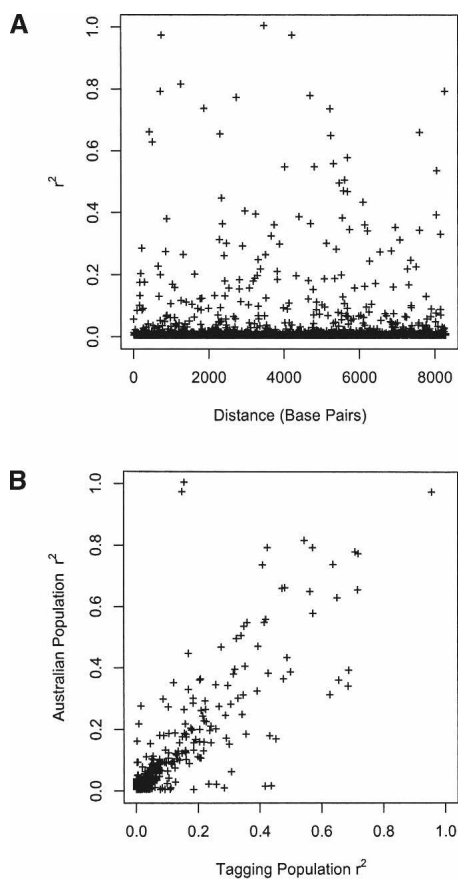 A
r2
1.0
0.8
0.6
0.4
0.2
0.0
0 2000 4000 6000 8000
Distance (Base Pairs)
B
Australian Population r2
1.0
0.8
0.6
0.4
0.2
0.0
0.0 0.2 0.4 0.6 0.8 1.0
Tagging Population r2